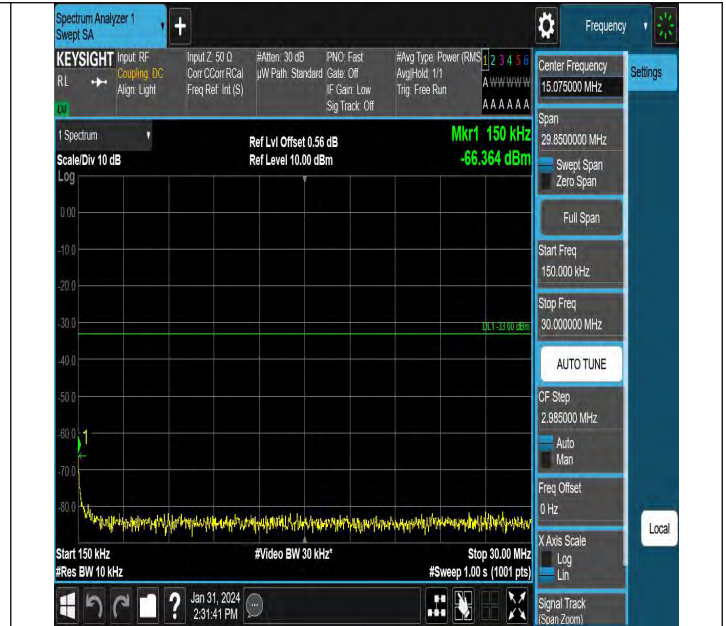 Spectrum Analyzer 1
Swept SA
+
Frequency
KEYSIGHT
RL
Input: RF
Coupling: DC
Align: Light
Input Z: 50 Ω
Corr CCorr RCal
Freq Ref: Int (S)
#Atten: 30 dB
µW Path: Standard
PNO: Fast
Gate: Off
IF Gain: Low
Sig Track: Off
#Avg Type: Power (RMS
Avg|Hold: 1/1
Trig: Free Run
1 2 3 4 5 6
A W W W W W
A A A A A A
1 Spectrum
Scale/Div 10 dB
Ref Lvl Offset 0.56 dB
Ref Level 10.00 dBm
Mkr1 150 kHz
-66.364 dBm
Log
0.00
-10.0
-20.0
-30.0
DL1 -33.00 dBm
-40.0
-50.0
-60.0
1
-70.0
-80.0
Start 150 kHz
#Video BW 30 kHz*
Stop 30.00 MHz
#Res BW 10 kHz
#Sweep 1.00 s (1001 pts)
?
Jan 31, 2024
2:31:41 PM
Center Frequency
15.075000 MHz
Settings
Span
29.8500000 MHz
Swept Span
Zero Span
Full Span
Start Freq
150.000 kHz
Stop Freq
30.000000 MHz
AUTO TUNE
CF Step
2.985000 MHz
Auto
Man
Freq Offset
0 Hz
X Axis Scale
Log
Lin
Local
Signal Track
(Span Zoom)